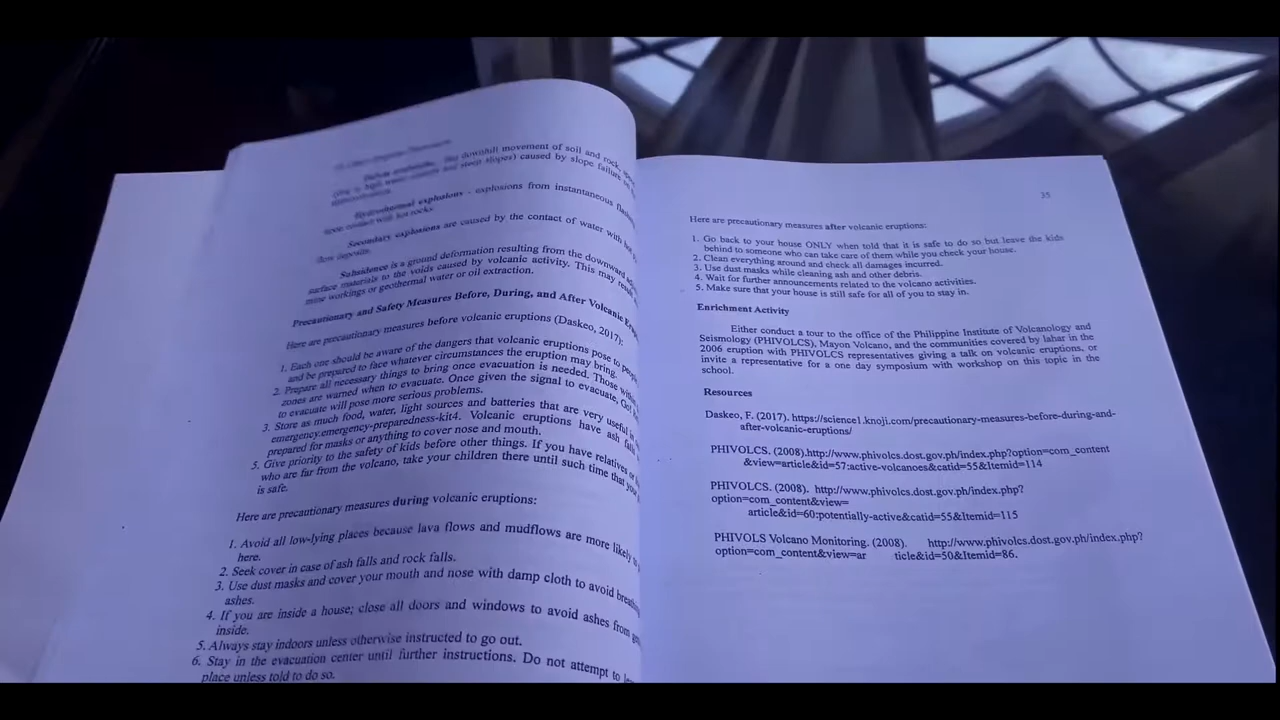 downhill movement of soil and rock,
slopes) caused by slope failure
Hydrothermal explosions - explosions from instantaneous
upon contact with hot rocks
Secondary explosions are caused by the contact of water with
flow deposits.
Subsidence is a ground deformation resulting from the downward
surface materials to the voids caused by volcanic activity. This may
mine workings or geothermal water or oil extraction.
Precautionary and Safety Measures Before, During, and After Volcanic
Here are precautionary measures before volcanic eruptions (Daskeo, 2017):
1. Each one should be aware of the dangers that volcanic eruptions pose to
and be prepared to face whatever circumstances the eruption may bring.
2. Prepare all necessary things to bring once evacuation is needed. Those
zones are warned when to evacuate. Once given the signal to evacuate,
to evacuate will pose more serious problems.
3. Store as much food, water, light sources and batteries that are very useful
emergency.emergency-preparedness-kit4. Volcanic eruptions have ash
prepared for masks or anything to cover nose and mouth.
5. Give priority to the safety of kids before other things. If you have relatives
who are far from the volcano, take your children there until such time that
is safe.
Here are precautionary measures during volcanic eruptions:
1. Avoid all low-lying places because lava flows and mudflows are more likely
here.
2. Seek cover in case of ash falls and rock falls.
3. Use dust masks and cover your mouth and nose with damp cloth to avoid
ashes.
4. If you are inside a house; close all doors and windows to avoid ashes from
inside.
5. Always stay indoors unless otherwise instructed to go out.
6. Stay in the evacuation center until further instructions. Do not attempt to
place unless told to do so.
35
Here are precautionary measures after volcanic eruptions:
1. Go back to your house ONLY when told that it is safe to do so but leave the kids
behind to someone who can take care of them while you check your house.
2. Clean everything around and check all damages incurred.
3. Use dust masks while cleaning ash and other debris.
4. Wait for further announcements related to the volcano activities.
5. Make sure that your house is still safe for all of you to stay in.
Enrichment Activity
Either conduct a tour to the office of the Philippine Institute of Volcanology and
Seismology (PHIVOLCS), Mayon Volcano, and the communities covered by lahar in the
2006 eruption with PHIVOLCS representatives giving a talk on volcanic eruptions, or
invite a representative for a one day symposium with workshop on this topic in the
school.
Resources
Daskeo, F. (2017). https://science1.knoji.com/precautionary-measures-before-during-and-
after-volcanic-eruptions/
PHIVOLCS. (2008).http://www.phivolcs.dost.gov.ph/index.php?option=com_content
&view=article&id=57:active-volcanoes&catid=55&Itemid=114
PHIVOLCS. (2008). http://www.phivolcs.dost.gov.ph/index.php?
option=com_content&view=
article&id=60:potentially-active&catid=55&Itemid=115
PHIVOLS Volcano Monitoring. (2008). http://www.phivolcs.dost.gov.ph/index.php?
option=com_content&view=ar ticle&id=50&Itemid=86.